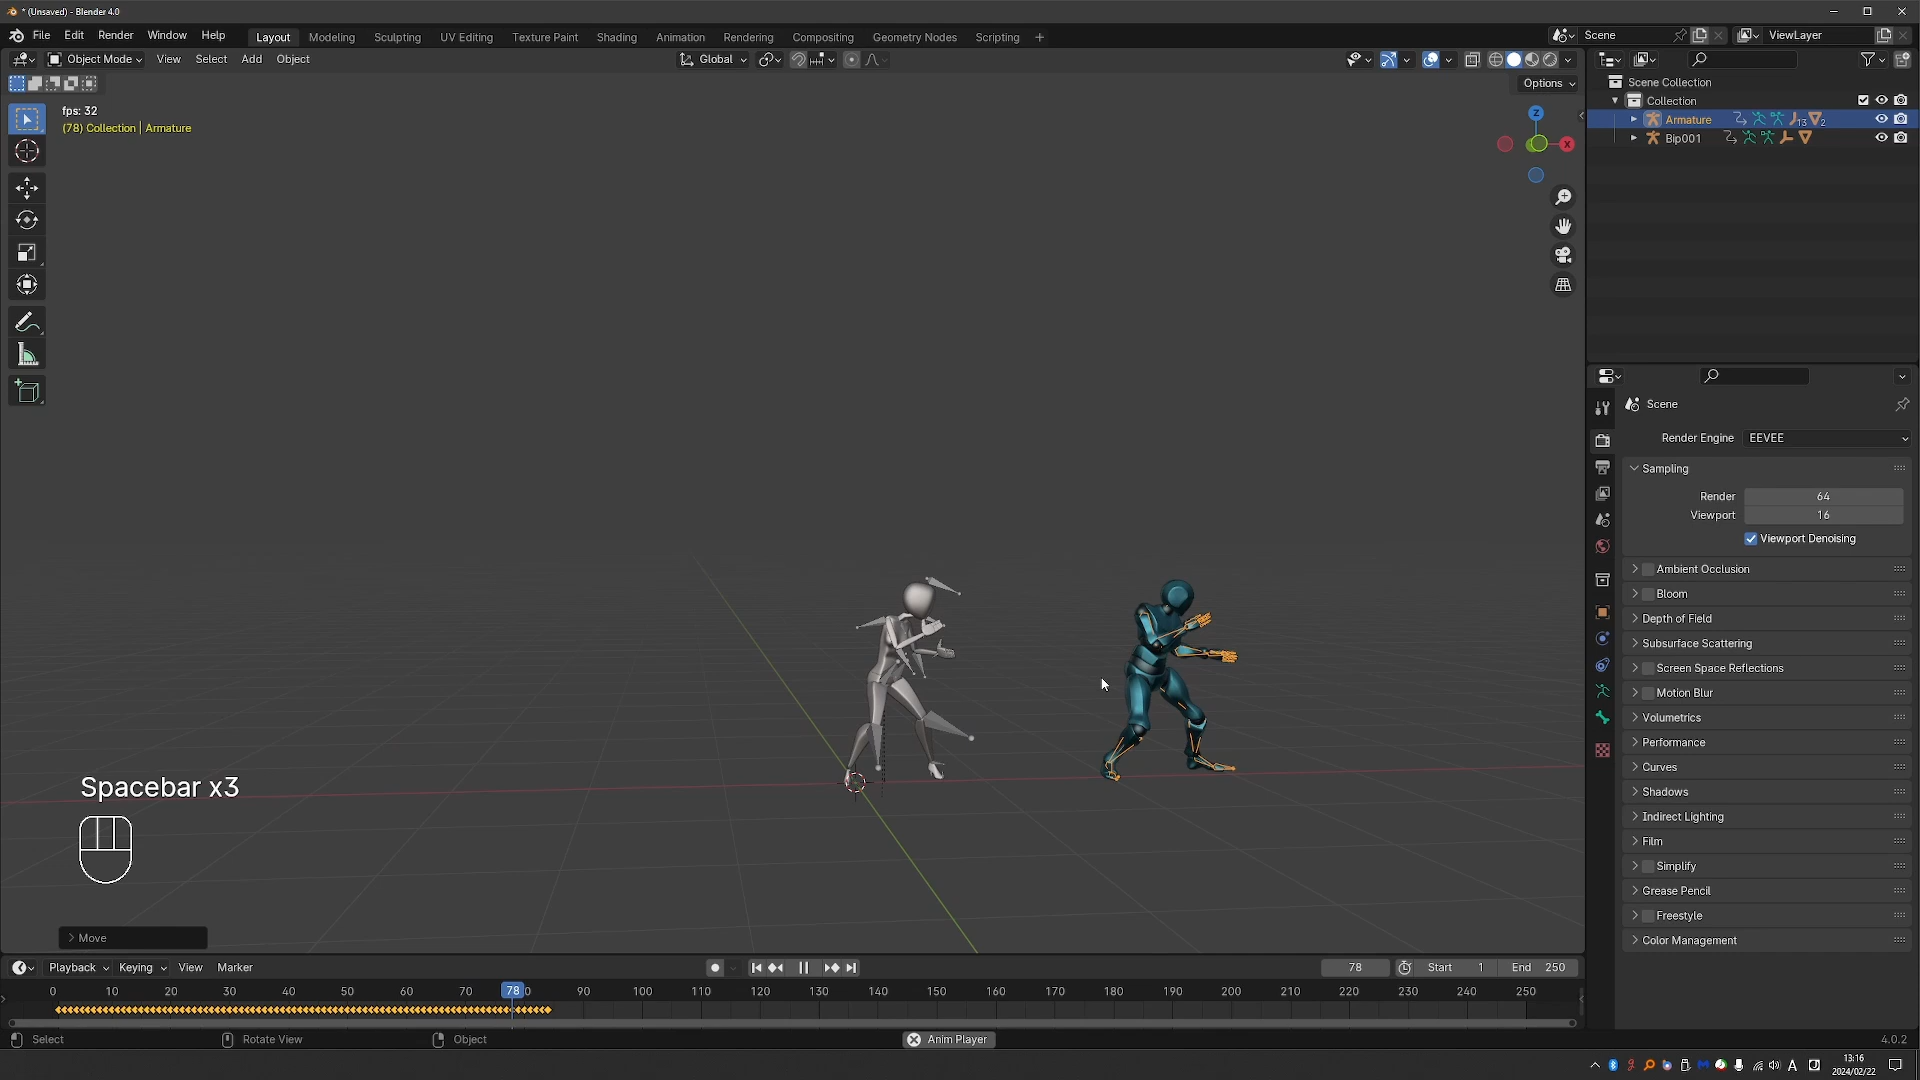 * (Unsaved) - Blender 4.0
File Edit Render Window Help
Layout Modeling Sculpting UV Editing Texture Paint Shading Animation Rendering Compositing Geometry Nodes Scripting +
Scene
ViewLayer
Object Mode View Select Add Object
Global
Options
fps: 32
(78) Collection | Armature
Z
X
Scene Collection
Collection
Armature 13 2
Bip001
Scene
Render Engine EEVEE
Sampling
Render 64
Viewport 16
Viewport Denoising
Ambient Occlusion
Bloom
Depth of Field
Subsurface Scattering
Screen Space Reflections
Motion Blur
Volumetrics
Performance
Curves
Shadows
Indirect Lighting
Film
Simplify
Grease Pencil
Freestyle
Color Management
Spacebar x3
Move
Playback Keying View Marker
78 Start 1 End 250
0 10 20 30 40 50 60 70 78 0 90 100 110 120 130 140 150 160 170 180 190 200 210 220 230 240 250
Select Rotate View Object Anim Player 4.0.2
A
13:16
2024/02/22